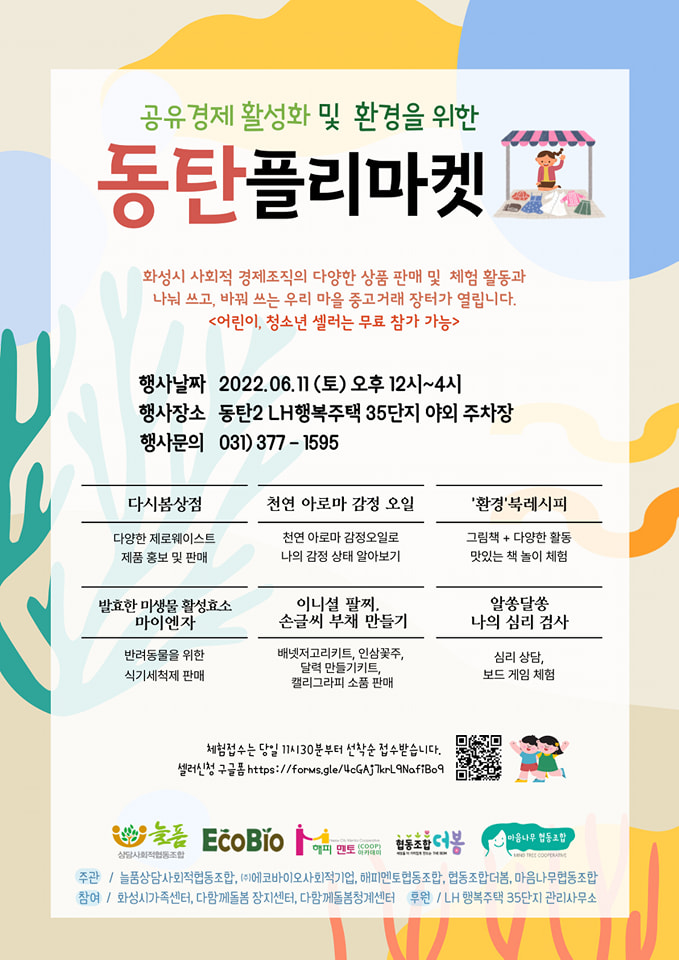 공유경제 활성화 및 환경을 위한
동탄플리마켓
화성시 사회적 경제조직의 다양한 상품 판매 및 체험 활동과
나눠 쓰고, 바꿔 쓰는 우리 마을 중고거래 장터가 열립니다.
<어린이, 청소년 셀러는 무료 참가 가능>
행사날짜 2022.06.11 (토) 오후 12시~4시
행사장소 동탄2 LH행복주택 35단지 야외 주차장
행사문의 031) 377 - 1595
다시봄상점
다양한 제로웨이스트
제품 홍보 및 판매
천연 아로마 감정 오일
천연 아로마 감정오일로
나의 감정 상태 알아보기
'환경'북레시피
그림책 + 다양한 활동
맛있는 책 놀이 체험
발효한 미생물 활성효소
마이엔자
반려동물을 위한
식기세척제 판매
이니셜 팔찌,
손글씨 부채 만들기
배넷저고리키트, 인삼꽃주,
달력 만들기키트,
캘리그라피 소품 판매
알쏭달쏭
나의 심리 검사
심리 상담,
보드 게임 체험
체험접수는 당일 11시30분부터 선착순 접수받습니다.
셀러신청 구글폼 https://forms.gle/4cGAj7krL9NafiBo9
늘품
상담사회적협동조합
EcoBio
해피 멘토 (COOP)
아카데미
협동조합더봄
마음나무 협동조합
MIND TREE COOPERATIVE
주관 / 늘품상담사회적협동조합, ㈜에코바이오사회적기업, 해피멘토협동조합, 협동조합더봄, 마음나무협동조합
참여 / 화성시가족센터, 다함께돌봄 장지센터, 다함께돌봄청계센터 후원 / LH 행복주택 35단지 관리사무소